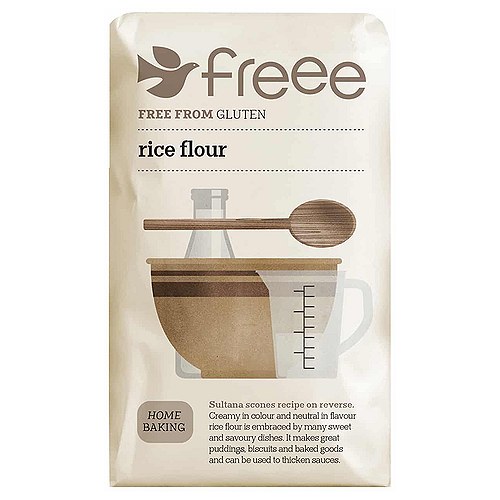 freee
FREE FROM GLUTEN
rice flour
HOME
BAKING
Sultana scones recipe on reverse.
Creamy in colour and neutral in flavour
rice flour is embraced by many sweet
and savoury dishes. It makes great
puddings, biscuits and baked goods
and can be used to thicken sauces.